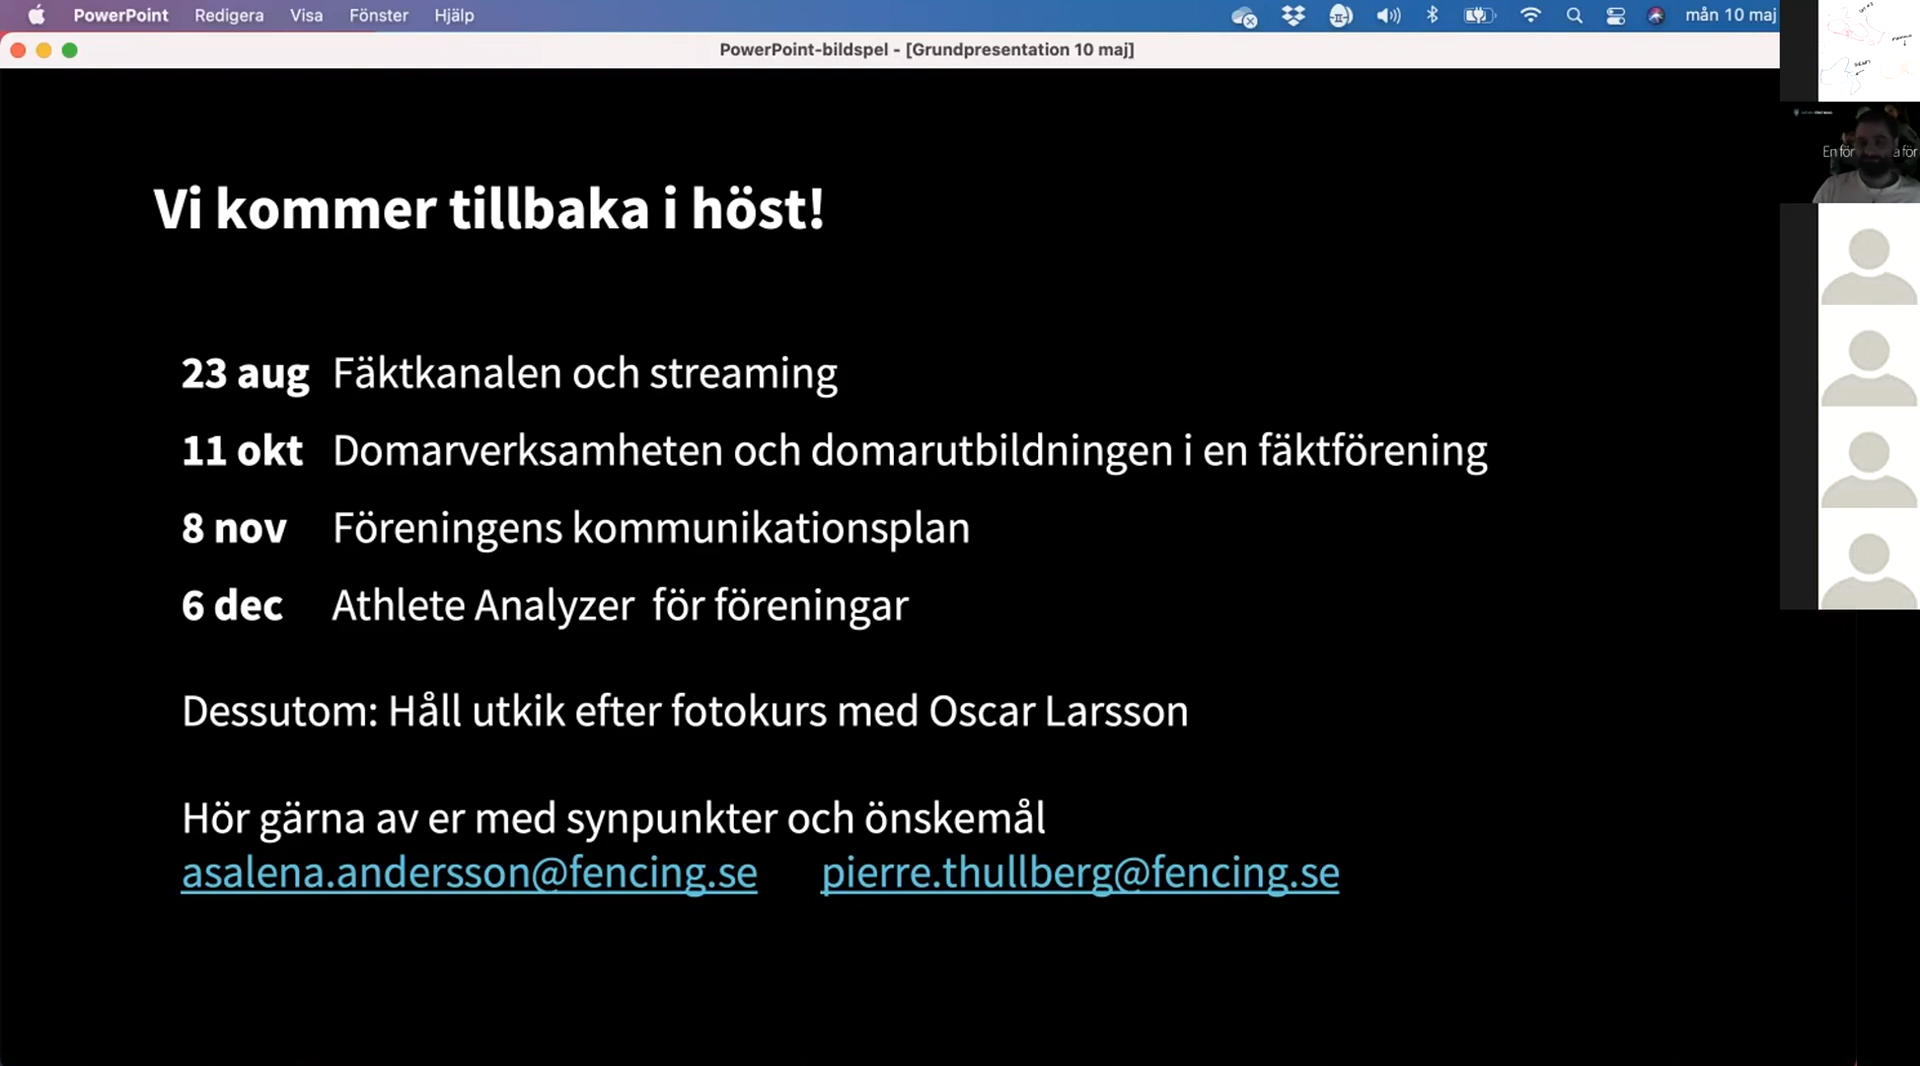 PowerPoint Redigera Visa Fönster Hjälp mån 10 maj
PowerPoint-bildspel - [Grundpresentation 10 maj]
Vi kommer tillbaka i höst!
23 aug Fäktkanalen och streaming
11 okt Domarverksamheten och domarutbildningen i en fäktförening
8 nov Föreningens kommunikationsplan
6 dec Athlete Analyzer för föreningar
Dessutom: Håll utkik efter fotokurs med Oscar Larsson
Hör gärna av er med synpunkter och önskemål
asalena.andersson@fencing.se pierre.thullberg@fencing.se
En för a för